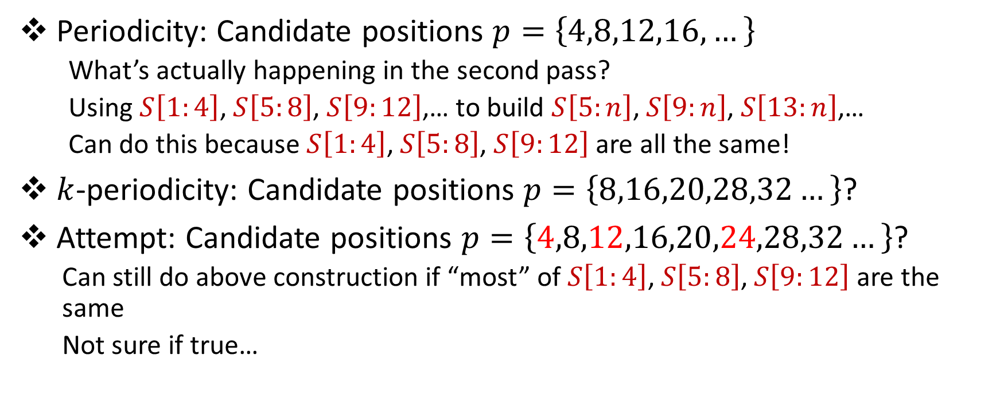 ❖ Periodicity: Candidate positions 𝑝 = {4,8,12,16, … }
What’s actually happening in the second pass?
Using 𝑆[1: 4], 𝑆[5: 8], 𝑆[9: 12],… to build 𝑆[5: 𝑛], 𝑆[9: 𝑛], 𝑆[13: 𝑛],…
Can do this because 𝑆[1: 4], 𝑆[5: 8], 𝑆[9: 12] are all the same!
❖ 𝑘-periodicity: Candidate positions 𝑝 = {8,16,20,28,32 … }?
❖ Attempt: Candidate positions 𝑝 = {4,8,12,16,20,24,28,32 … }?
Can still do above construction if “most” of 𝑆[1: 4], 𝑆[5: 8], 𝑆[9: 12] are the
same
Not sure if true…